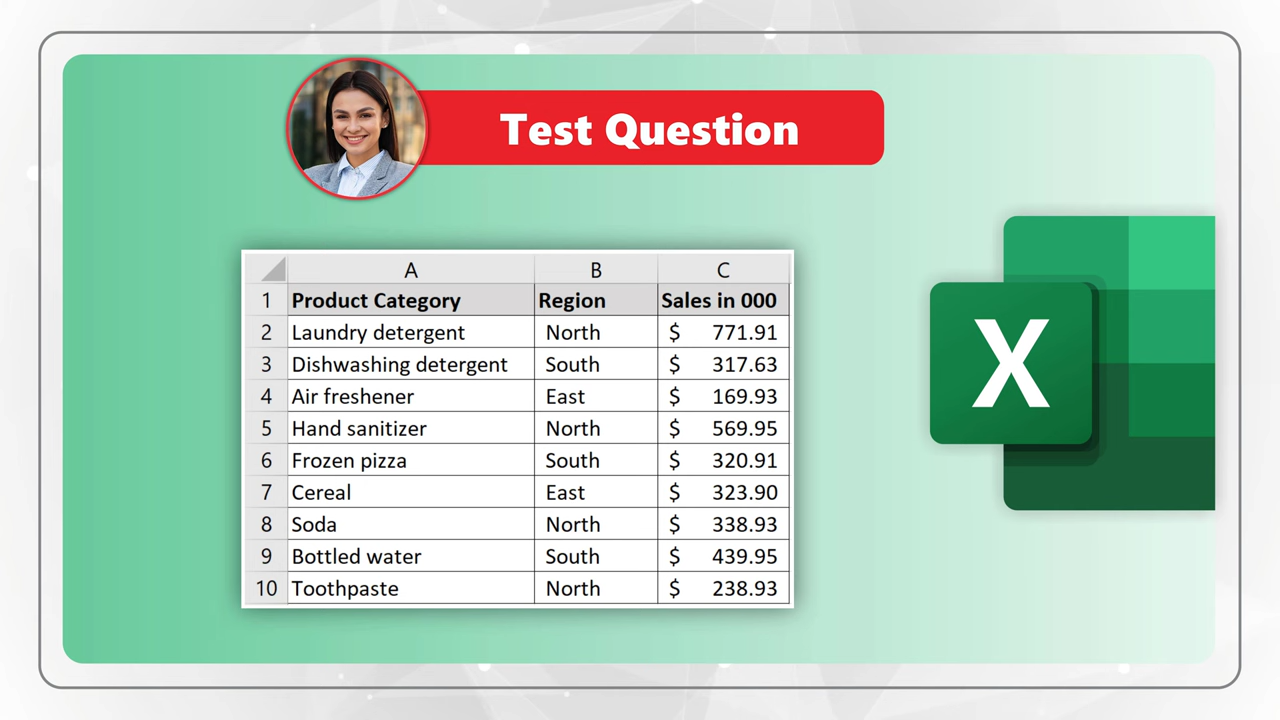 Test Question
A B C
1 Product Category Region Sales in 000
2 Laundry detergent North $ 771.91
3 Dishwashing detergent South $ 317.63
4 Air freshener East $ 169.93
5 Hand sanitizer North $ 569.95
6 Frozen pizza South $ 320.91
7 Cereal East $ 323.90
8 Soda North $ 338.93
9 Bottled water South $ 439.95
10 Toothpaste North $ 238.93
X